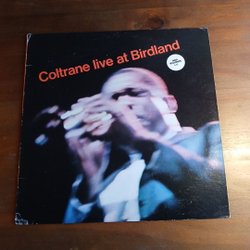 Coltrane live at Birdland